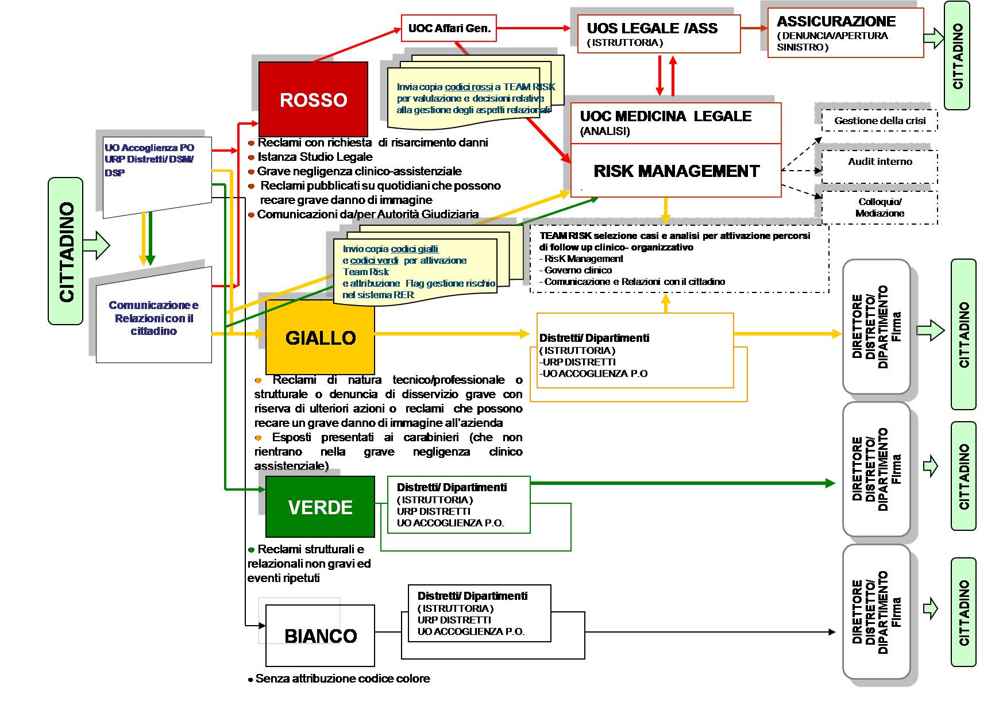 UOC Affari Gen.
UOS LEGALE /ASS
( ISTRUTTORIA )
ASSICURAZIONE
( DENUNCIA/APERTURA
SINISTRO )
CITTADINO
ROSSO
Invia copia codici rossi a TEAM RISK
per valutazione e decisioni relative
alla gestione degli aspetti relazionali
UOC MEDICINA LEGALE
(ANALISI)
RISK MANAGEMENT
-
Gestione della crisi
Audit interno
Colloquio/
Mediazione
UO Accoglienza PO
URP Distretti/ DSM/
DSP
● Reclami con richiesta di risarcimento danni
● Istanza Studio Legale
● Grave negligenza clinico-assistenziale
● Reclami pubblicati su quotidiani che possono
recare grave danno di immagine
● Comunicazioni da/per Autorità Giudiziaria
CITTADINO
Comunicazione e
Relazioni con il
cittadino
Invio copia codici gialli
e codici verdi per attivazione
Team Risk
e attribuzione Flag gestione rischio
nel sistema RER
TEAM RISK selezione casi e analisi per attivazione percorsi
di follow up clinico- organizzativo
- RisK Management
- Governo clinico
- Comunicazione e Relazioni con il cittadino
GIALLO
Distretti/ Dipartimenti
( ISTRUTTORIA )
-URP DISTRETTI
-UO ACCOGLIENZA P.O
DIRETTORE
DISTRETTO/
DIPARTIMENTO
Firma
CITTADINO
● Reclami di natura tecnico/professionale o
strutturale o denuncia di disservizio grave con
riserva di ulteriori azioni o reclami che possono
recare un grave danno di immagine all'azienda
● Esposti presentati ai carabinieri (che non
rientrano nella grave negligenza clinico
assistenziale)
VERDE
Distretti/ Dipartimenti
( ISTRUTTORIA )
URP DISTRETTI
UO ACCOGLIENZA P.O.
DIRETTORE
DISTRETTO/
DIPARTIMENTO
Firma
CITTADINO
● Reclami strutturali e
relazionali non gravi ed
eventi ripetuti
BIANCO
Distretti/ Dipartimenti
( ISTRUTTORIA )
URP DISTRETTI
UO ACCOGLIENZA P.O.
DIRETTORE
DISTRETTO/
DIPARTIMENTO
Firma
CITTADINO
● Senza attribuzione codice colore